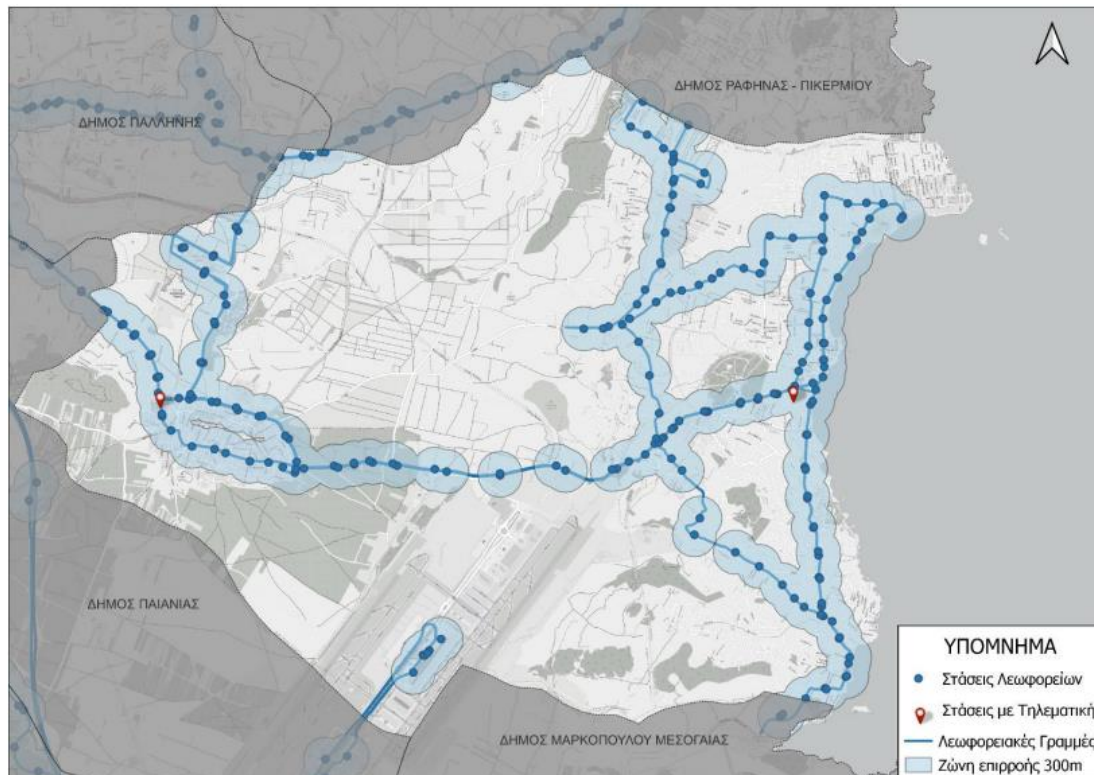 ΔΗΜΟΣ ΡΑΦΗΝΑΣ - ΠΙΚΕΡΜΙΟΥ
ΔΗΜΟΣ ΠΑΛΛΗΝΗΣ
ΔΗΜΟΣ ΠΑΙΑΝΙΑΣ
ΔΗΜΟΣ ΜΑΡΚΟΠΟΥΛΟΥ ΜΕΣΟΓΑΙΑΣ
ΥΠΟΜΝΗΜΑ
Στάσεις Λεωφορείων
Στάσεις με Τηλεματική
Λεωφορειακές Γραμμές
Ζώνη επιρροής 300m